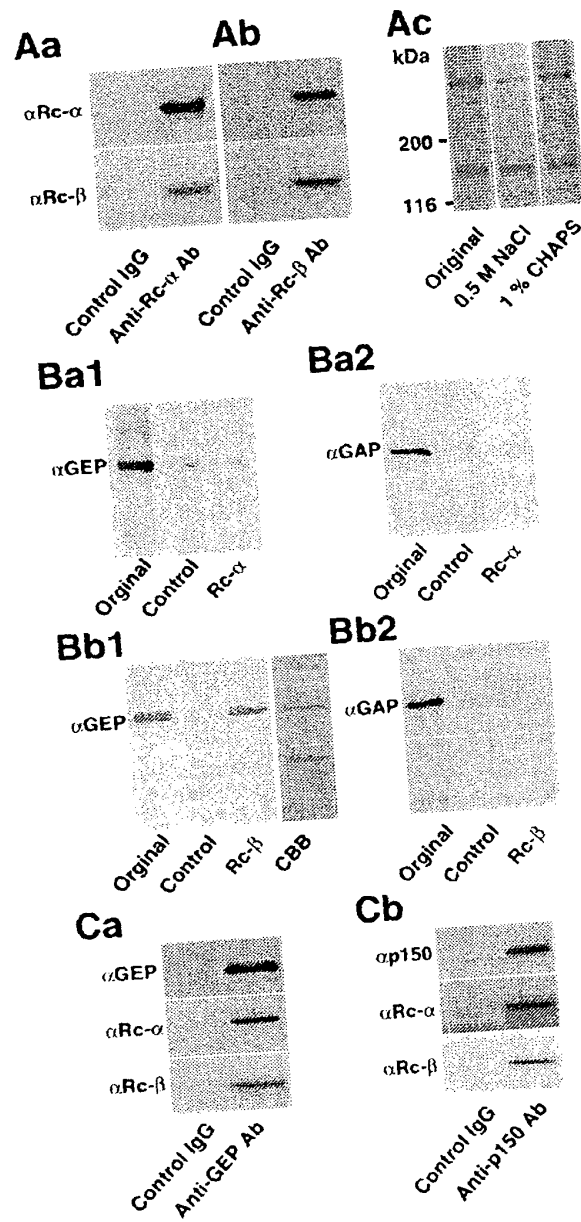 Aa
Ab
Ac
kDa
αRc-α
200
αRc-β
116
Control IgG
Anti-Rc-α Ab
Control IgG
Anti-Rc-β Ab
Original
0.5 M NaCl
1 % CHAPS
Ba1
Ba2
αGEP
αGAP
Orginal
Control
Rc-α
Orginal
Control
Rc-α
Bb1
Bb2
αGEP
αGAP
Orginal
Control
Rc-β
CBB
Orginal
Control
Rc-β
Ca
Cb
αGEP
αp150
αRc-α
αRc-α
αRc-β
αRc-β
Control IgG
Anti-GEP Ab
Control IgG
Anti-p150 Ab